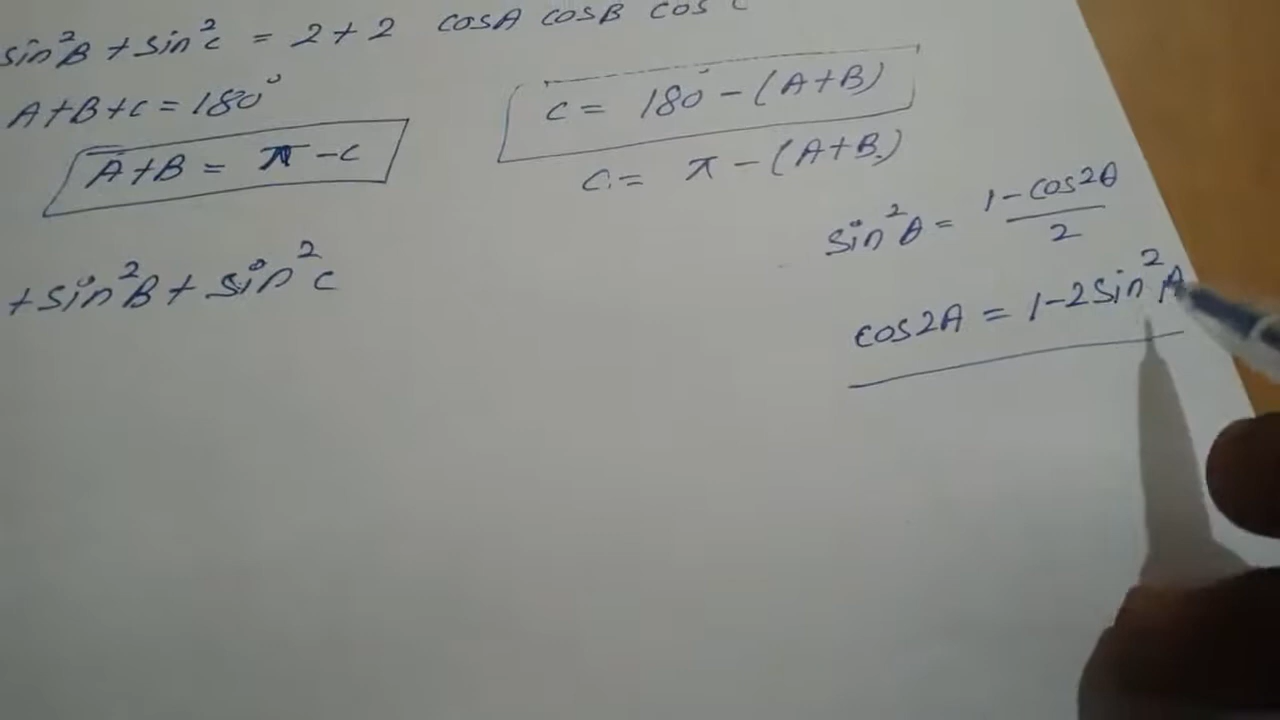 sin²B + sin²C = 2 + 2 cosA cosB cos C
A+B+C = 180°
C = 180° - (A+B)
A+B = π - C
C = π - (A+B)
sin²θ = (1 - cos2θ)/2
+ sin²B + sin²C
cos2A = 1 - 2sin²A